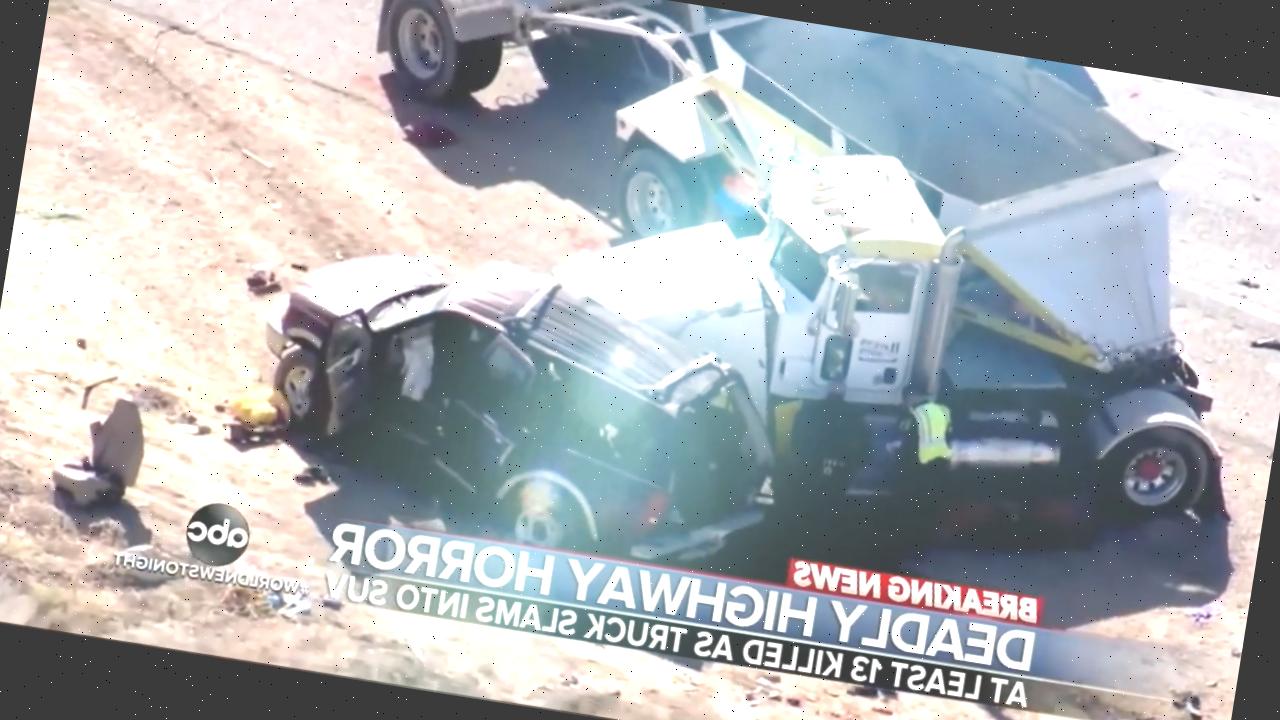 BREAKING NEWS
DEADLY HIGHWAY HORROR
AT LEAST 13 KILLED AS TRUCK SLAMS INTO SUV
abc
#WORLDNEWSTONIGHT